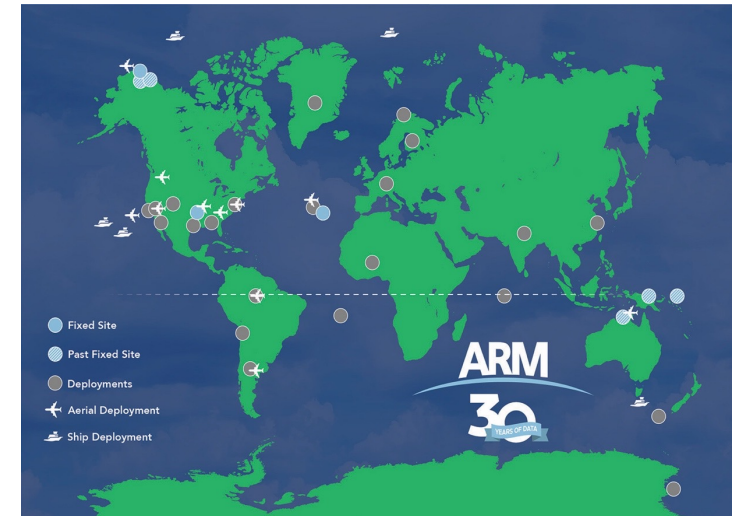 Fixed Site
Past Fixed Site
Deployments
Aerial Deployment
Ship Deployment
ARM
30
YEARS OF DATA